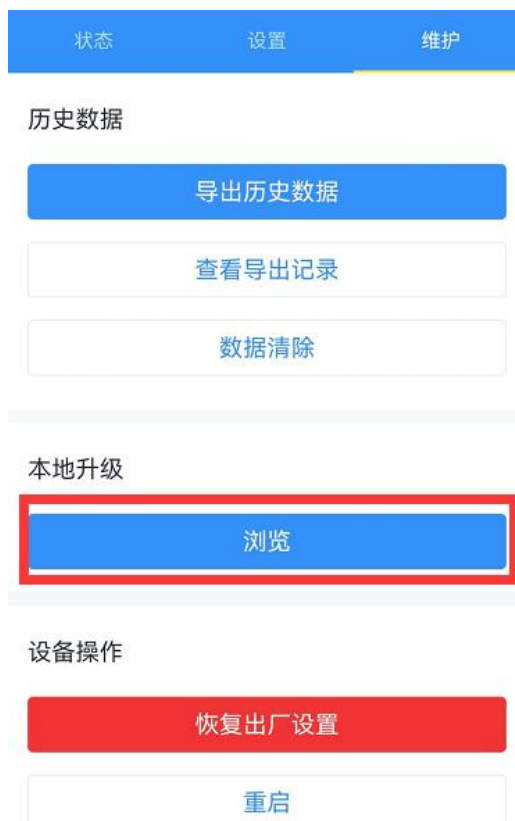 状态 设置 维护
历史数据
导出历史数据
查看导出记录
数据清除
本地升级
浏览
设备操作
恢复出厂设置
重启